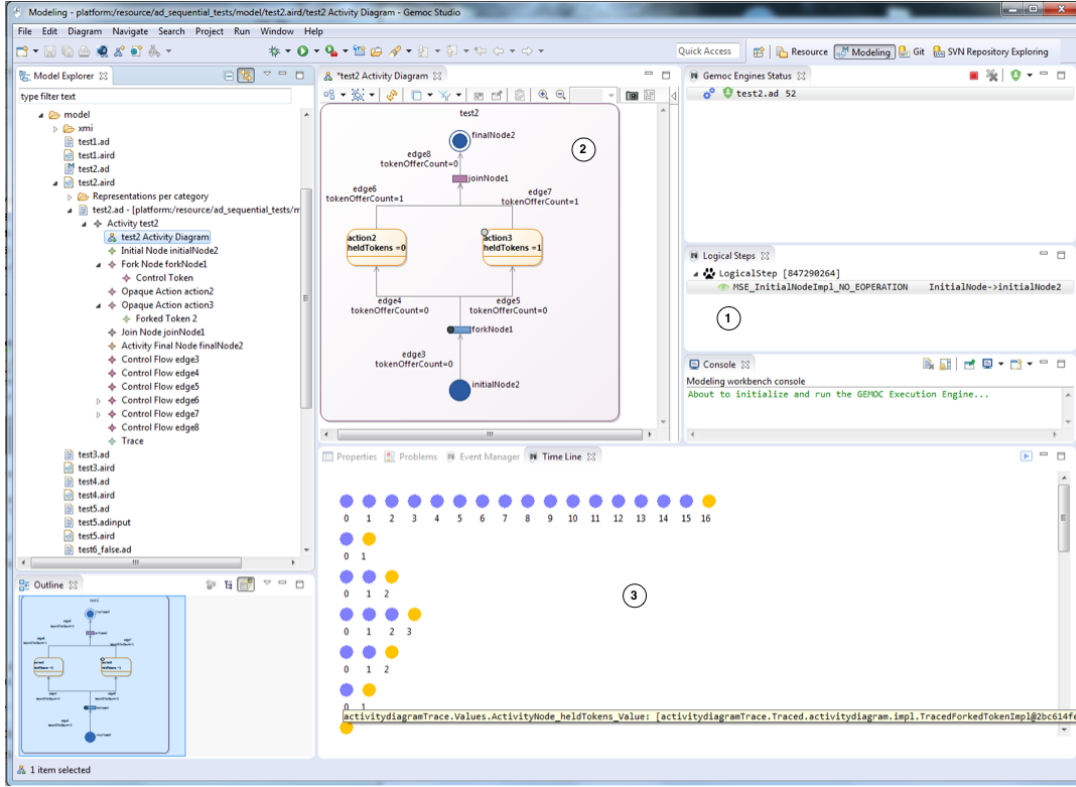 Modeling - platform:/resource/ad_sequential_tests/model/test2.aird/test2 Activity Diagram - Gemoc Studio
File Edit Diagram Navigate Search Project Run Window Help
Quick Access
Resource
Modeling
Git
SVN Repository Exploring
Model Explorer
type filter text
model
xmi
test1.ad
test1.aird
test2.ad
test2.aird
Representations per category
test2.ad - [platform:/resource/ad_sequential_tests/m
Activity test2
test2 Activity Diagram
Initial Node initialNode2
Fork Node forkNode1
Control Token
Opaque Action action2
Opaque Action action3
Forked Token 2
Join Node joinNode1
Activity Final Node finalNode2
Control Flow edge3
Control Flow edge4
Control Flow edge5
Control Flow edge6
Control Flow edge7
Control Flow edge8
Trace
test3.ad
test3.aird
test4.ad
test4.aird
test5.ad
test5.adinput
test5.aird
test6_false.ad
*test2 Activity Diagram
test2
finalNode2
2
edge8
tokenOfferCount=0
joinNode1
edge6
tokenOfferCount=1
edge7
tokenOfferCount=1
action2
heldTokens =0
action3
heldTokens =1
edge4
tokenOfferCount=0
edge5
tokenOfferCount=0
forkNode1
edge3
tokenOfferCount=0
initialNode2
Gemoc Engines Status
test2.ad 52
Logical Steps
LogicalStep [847290264]
MSE_InitialNodeImpl_NO_EOPERATION InitialNode->initialNode2
1
Console
Modeling workbench console
About to initialize and run the GEMOC Execution Engine...
Properties Problems Event Manager Time Line
0 1 2 3 4 5 6 7 8 9 10 11 12 13 14 15 16
0 1
0 1 2
3
0 1 2 3
0 1 2
0 1
activitydiagramTrace.Values.ActivityNode_heldTokens_Value: [activitydiagramTrace.Traced.activitydiagram.impl.TracedForkedTokenImpl@2bc614fe
Outline
1 item selected